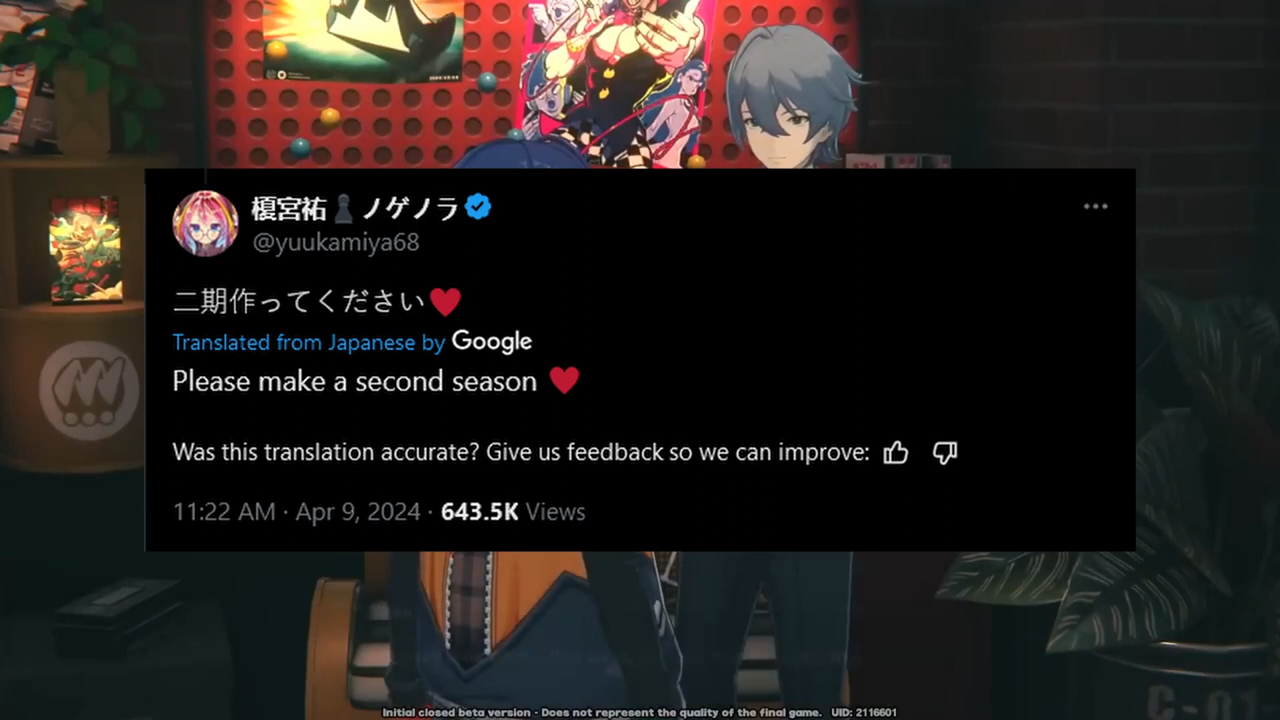 榎宮祐♟ノゲノラ
@yuukamiya68
二期作ってください❤
Translated from Japanese by Google
Please make a second season ❤
Was this translation accurate? Give us feedback so we can improve:
11:22 AM · Apr 9, 2024 · 643.5K Views
C-01
Initial closed beta version - Does not represent the quality of the final game. UID: 2116601